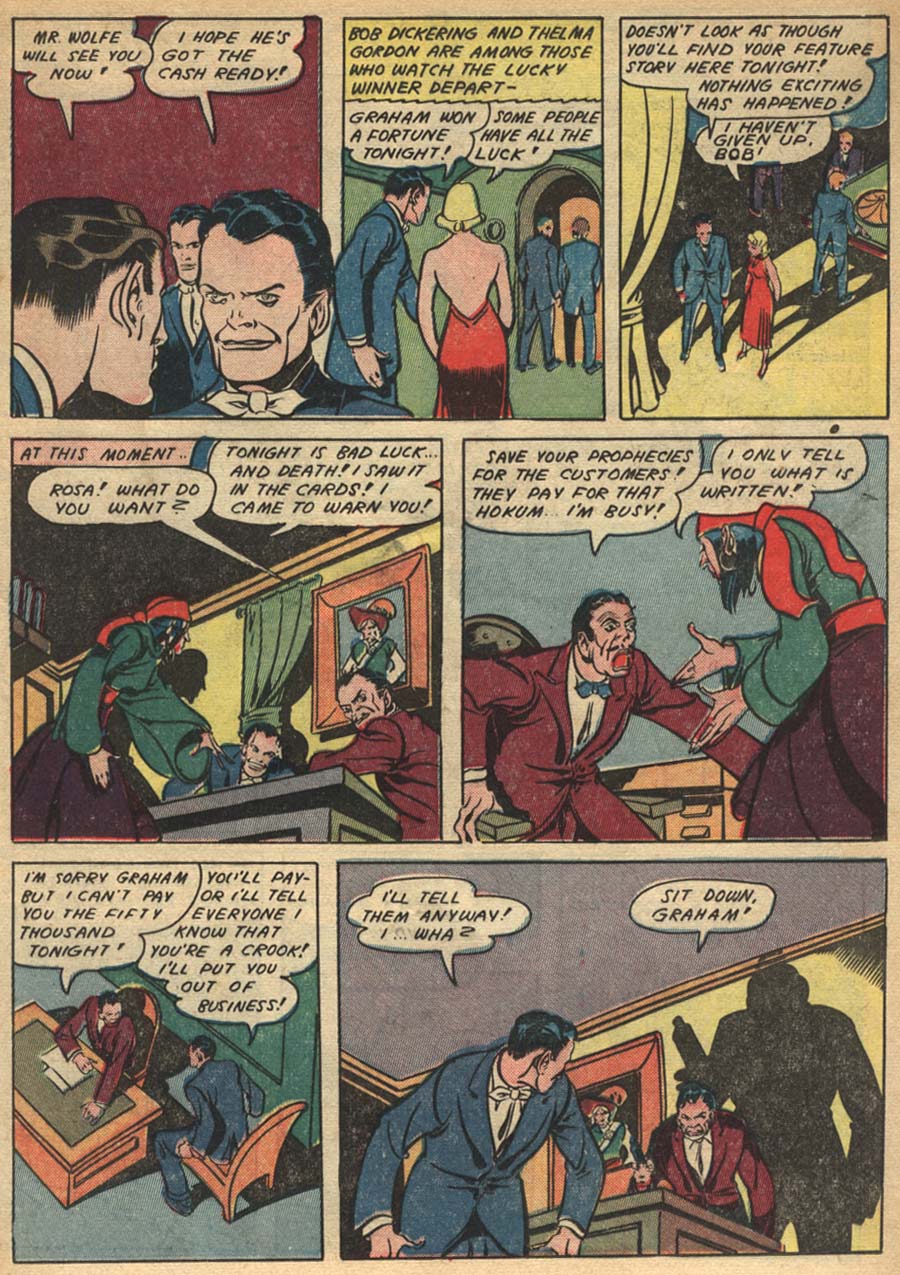 MR. WOLFE
WILL SEE YOU
NOW!
I HOPE HE'S
GOT THE
CASH READY!
BOB DICKERING AND THELMA
GORDON ARE AMONG THOSE
WHO WATCH THE LUCKY
WINNER DEPART-
GRAHAM WON
A FORTUNE
TONIGHT!
SOME PEOPLE
HAVE ALL THE
LUCK!
DOESN'T LOOK AS THOUGH
YOU'LL FIND YOUR FEATURE
STORY HERE TONIGHT!
NOTHING EXCITING
HAS HAPPENED!
I HAVEN'T
GIVEN UP,
BOB!
AT THIS MOMENT..
ROSA! WHAT DO
YOU WANT?
TONIGHT IS BAD LUCK...
AND DEATH! I SAW IT
IN THE CARDS! I
CAME TO WARN YOU!
SAVE YOUR PROPHECIES
FOR THE CUSTOMERS!
THEY PAY FOR THAT
HOKUM... I'M BUSY!
I ONLY TELL
YOU WHAT IS
WRITTEN!
I'M SORRY GRAHAM
BUT I CAN'T PAY
YOU THE FIFTY
THOUSAND
TONIGHT!
YOU'LL PAY-
OR I'LL TELL
EVERYONE I
KNOW THAT
YOU'RE A CROOK!
I'LL PUT YOU
OUT OF
BUSINESS!
I'LL TELL
THEM ANYWAY!
I... WHA?
SIT DOWN,
GRAHAM!